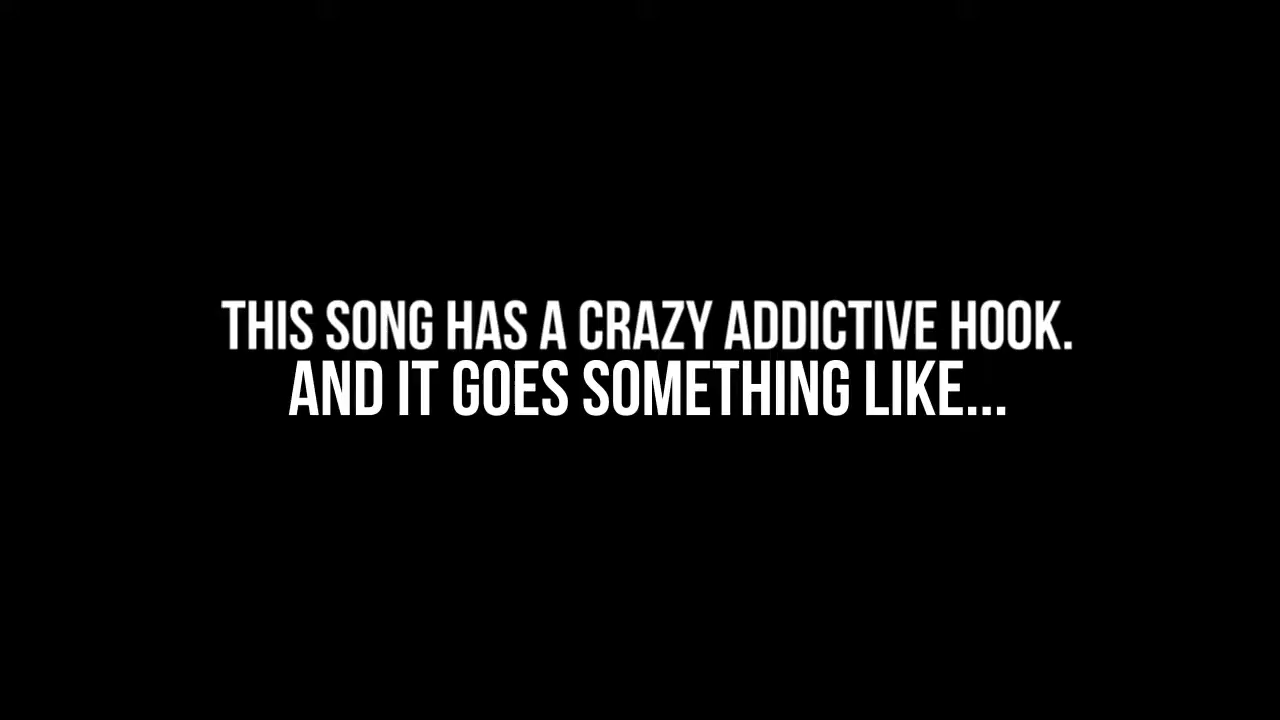 THIS SONG HAS A CRAZY ADDICTIVE HOOK.
AND IT GOES SOMETHING LIKE...